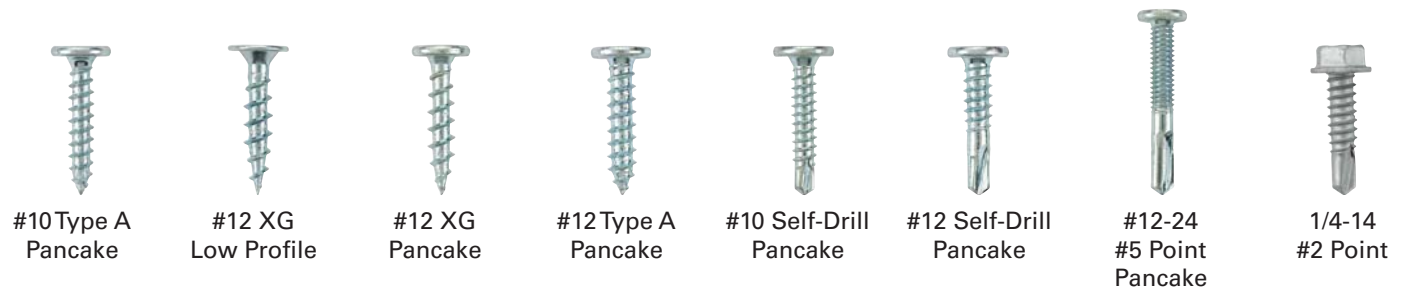 #10 Type A
Pancake
#12 XG
Low Profile
#12 XG
Pancake
#12 Type A
Pancake
#10 Self-Drill
Pancake
#12 Self-Drill
Pancake
#12-24
#5 Point
Pancake
1/4-14
#2 Point